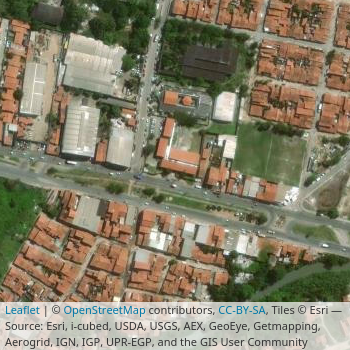 Leaflet | © OpenStreetMap contributors, CC-BY-SA, Tiles © Esri —
Source: Esri, i-cubed, USDA, USGS, AEX, GeoEye, Getmapping,
Aerogrid, IGN, IGP, UPR-EGP, and the GIS User Community